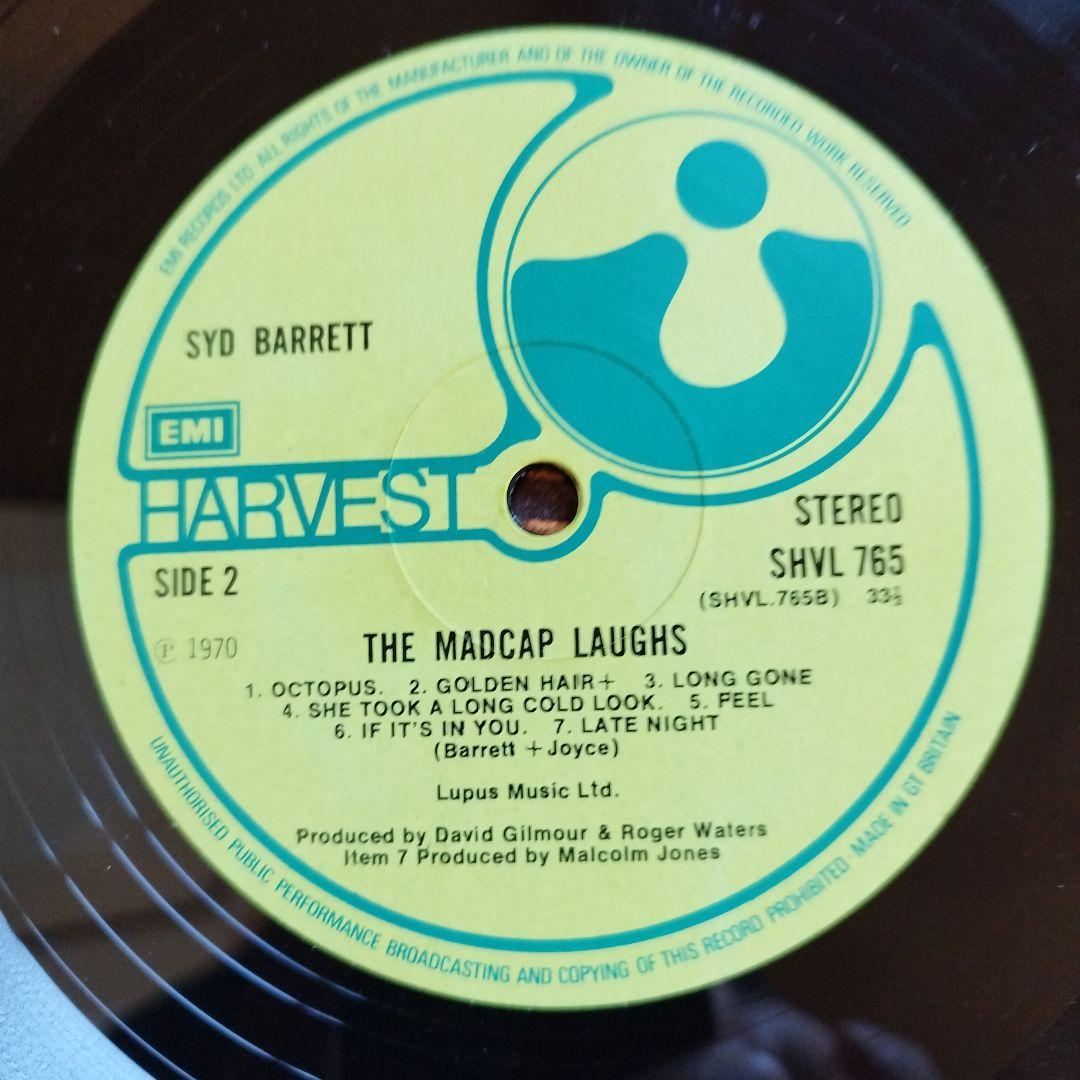 EMI RECORDS LTD ALL RIGHTS OF THE MANUFACTURER AND OF THE OWNER OF THE RECORDED WORK RESERVED
SYD BARRETT
EMI
HARVEST
STEREO
SHVL 765
(SHVL.765B) 33⅓
SIDE 2
℗ 1970
THE MADCAP LAUGHS
1. OCTOPUS. 2. GOLDEN HAIR+ 3. LONG GONE
4. SHE TOOK A LONG COLD LOOK. 5. PEEL
6. IF IT'S IN YOU. 7. LATE NIGHT
(Barrett + Joyce)
Lupus Music Ltd.
Produced by David Gilmour & Roger Waters
Item 7 Produced by Malcolm Jones
UNAUTHORISED PUBLIC PERFORMANCE BROADCASTING AND COPYING OF THIS RECORD PROHIBITED · MADE IN GT BRITAIN